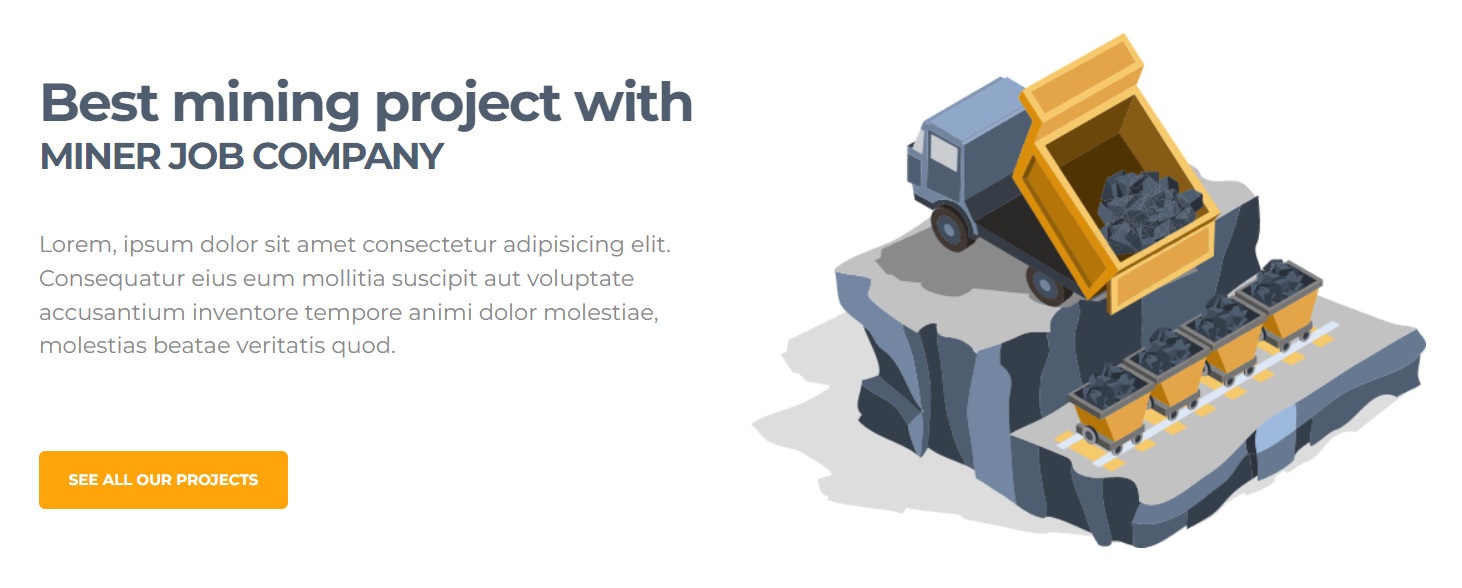 Best mining project with
MINER JOB COMPANY
Lorem, ipsum dolor sit amet consectetur adipisicing elit.
Consequatur eius eum mollitia suscipit aut voluptate
accusantium inventore tempore animi dolor molestiae,
molestias beatae veritatis quod.
SEE ALL OUR PROJECTS